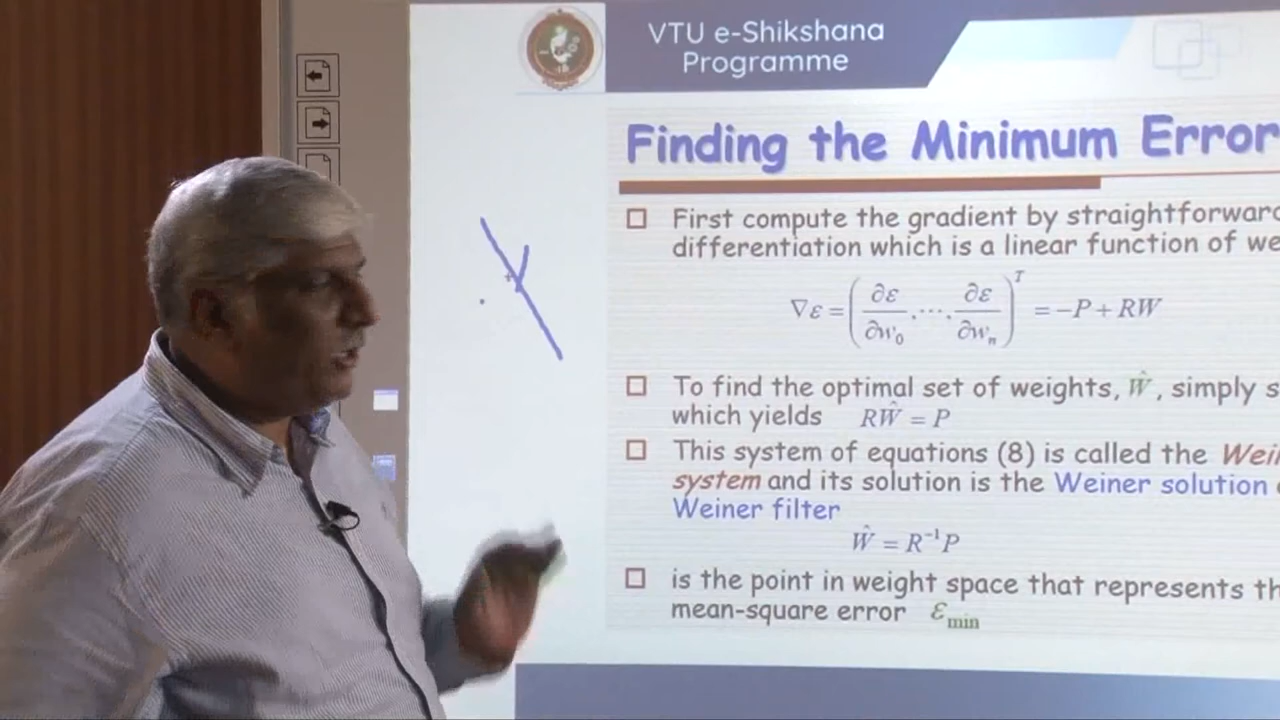 VTU e-Shikshana
Programme
Finding the Minimum Error
First compute the gradient by straightforward
differentiation which is a linear function of we
∇ε = (∂ε/∂w₀ .⋯. ∂ε/∂wₙ)ᵀ = −P + RW
To find the optimal set of weights, Ŵ, simply s
which yields RŴ = P
This system of equations (8) is called the Wei
system and its solution is the Weiner solution
Weiner filter
Ŵ = R⁻¹P
is the point in weight space that represents th
mean-square error ε min